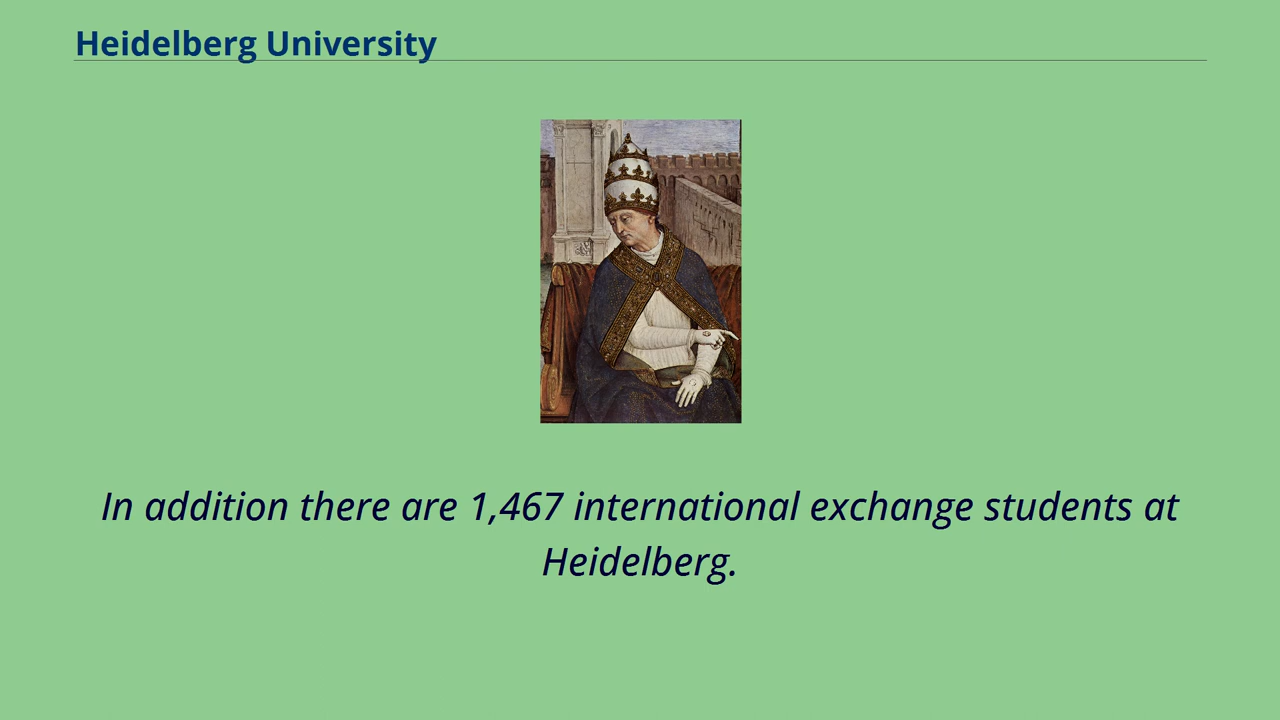 Heidelberg University
In addition there are 1,467 international exchange students at
Heidelberg.